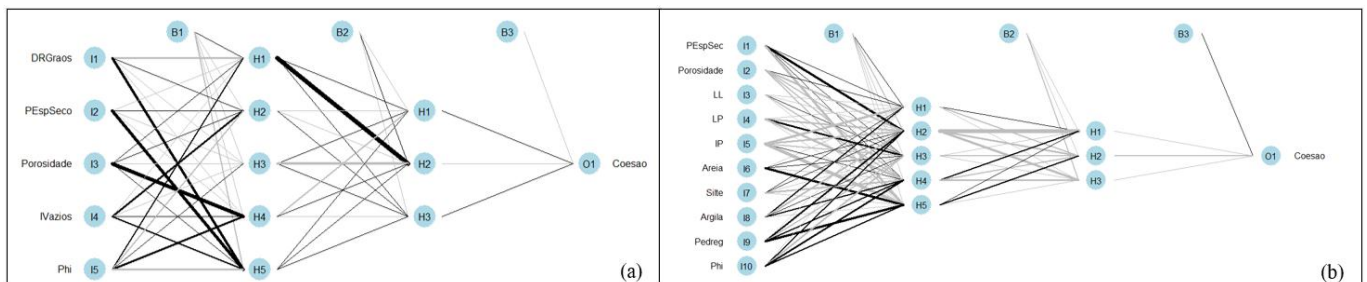 B1 B2 B3
DRGraos I1 H1
PEspSeco I2 H2 H1
Porosidade I3 H3 H2 O1 Coesao
IVazios I4 H4 H3
Phi I5 H5
(a)
B1 B2 B3
PEspSec I1
Porosidade I2
LL I3 H1
LP I4 H2 H1
IP I5 H3 H2 O1 Coesao
Areia I6 H4 H3
Silte I7 H5
Argila I8
Pedreg I9
Phi I10
(b)